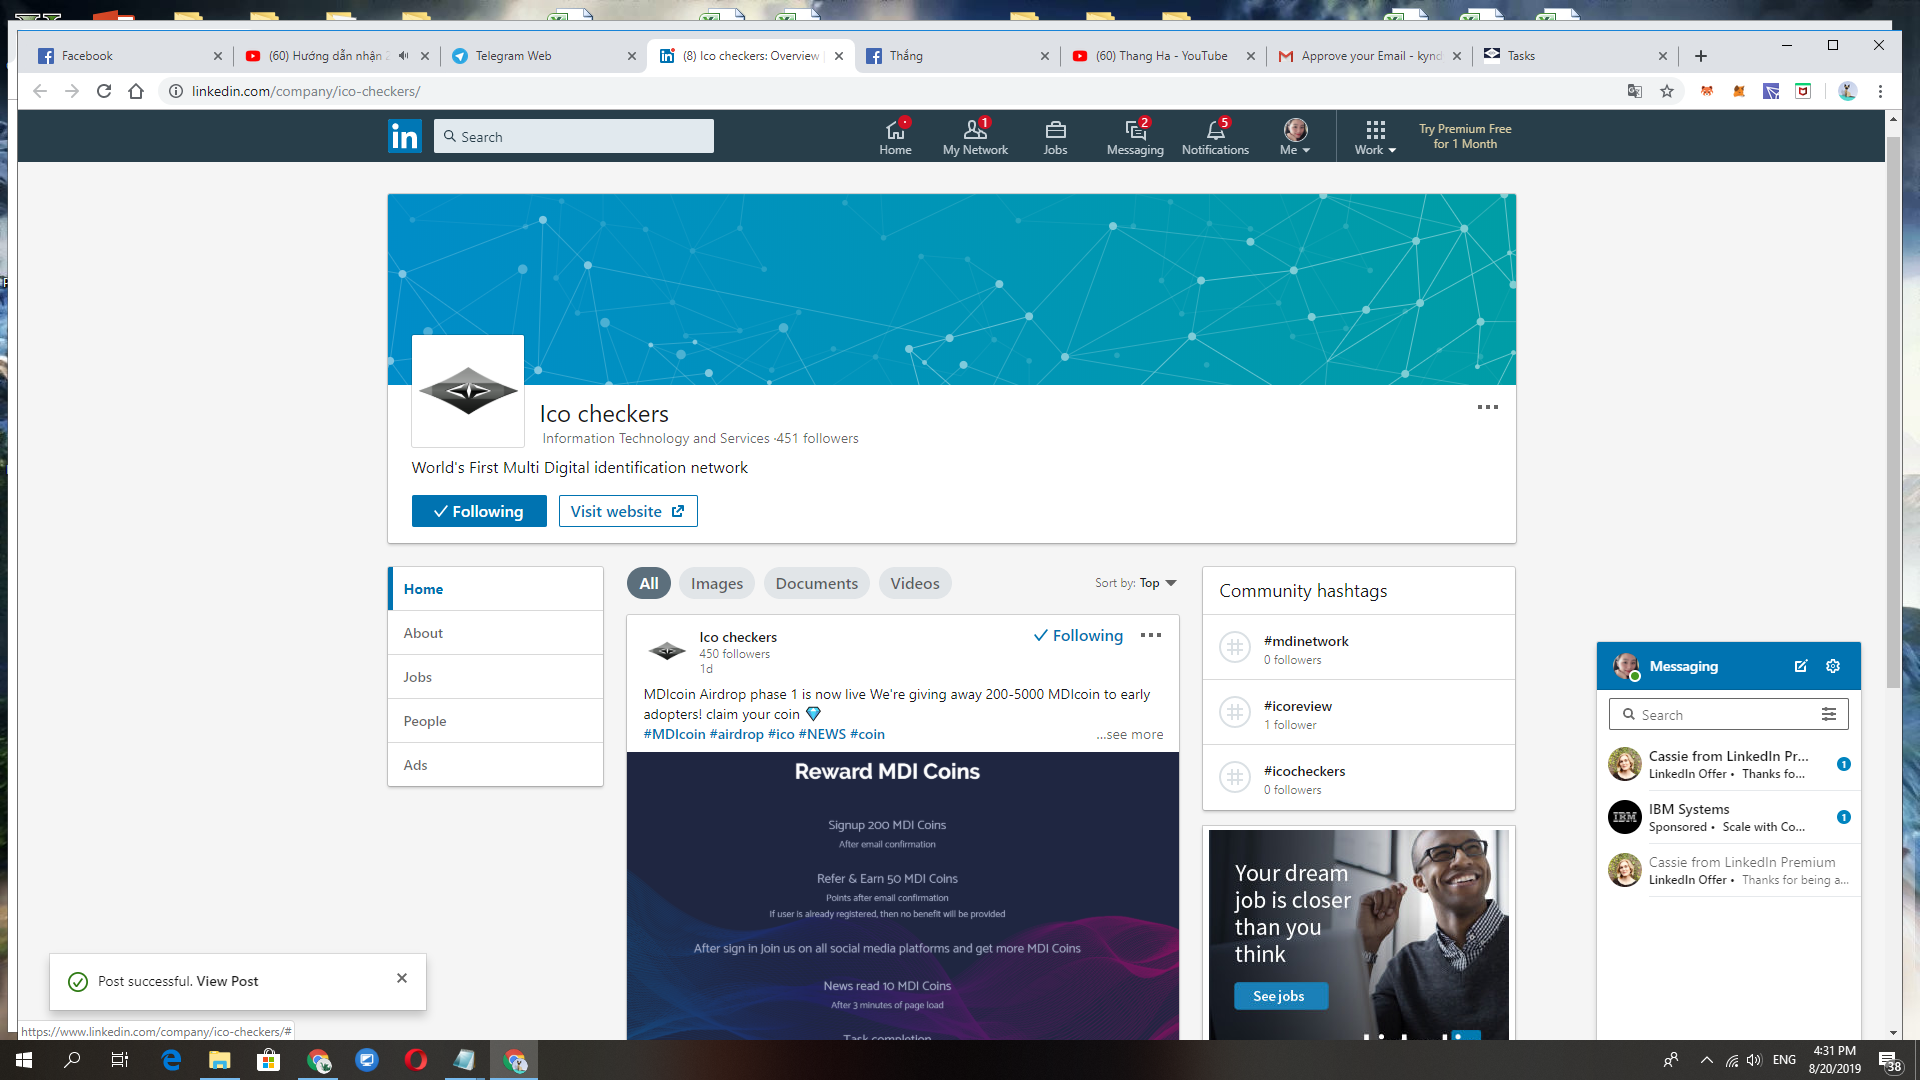 Facebook
(60) Hướng dẫn nhận
Telegram Web
(8) Ico checkers: Overview
Thắng
(60) Thang Ha - YouTube
Approve your Email - kynd
Tasks
linkedin.com/company/ico-checkers/
in
Search
Home
1
My Network
Jobs
2
Messaging
5
Notifications
Me
Work
Try Premium Free
for 1 Month
Ico checkers
Information Technology and Services ·451 followers
World's First Multi Digital identification network
Following
Visit website
Home
About
Jobs
People
Ads
All
Images
Documents
Videos
Sort by: Top
Ico checkers
450 followers
1d
Following
MDIcoin Airdrop phase 1 is now live We're giving away 200-5000 MDIcoin to early
adopters! claim your coin 💎
#MDIcoin #airdrop #ico #NEWS #coin
...see more
Reward MDI Coins
Signup 200 MDI Coins
After email confirmation
Refer & Earn 50 MDI Coins
Points after email confirmation
If user is already registered, then no benefit will be provided
After sign in Join us on all social media platforms and get more MDI Coins
News read 10 MDI Coins
After 3 minutes of page load
Task completion
Community hashtags
#mdinetwork
0 followers
#icoreview
1 follower
#icocheckers
0 followers
Your dream
job is closer
than you
think
See jobs
Messaging
Search
Cassie from LinkedIn Pr...
LinkedIn Offer • Thanks fo...
1
IBM
IBM Systems
Sponsored • Scale with Co...
1
Cassie from LinkedIn Premium
LinkedIn Offer • Thanks for being a...
Post successful. View Post
https://www.linkedin.com/company/ico-checkers/#
ENG
4:31 PM
8/20/2019
38